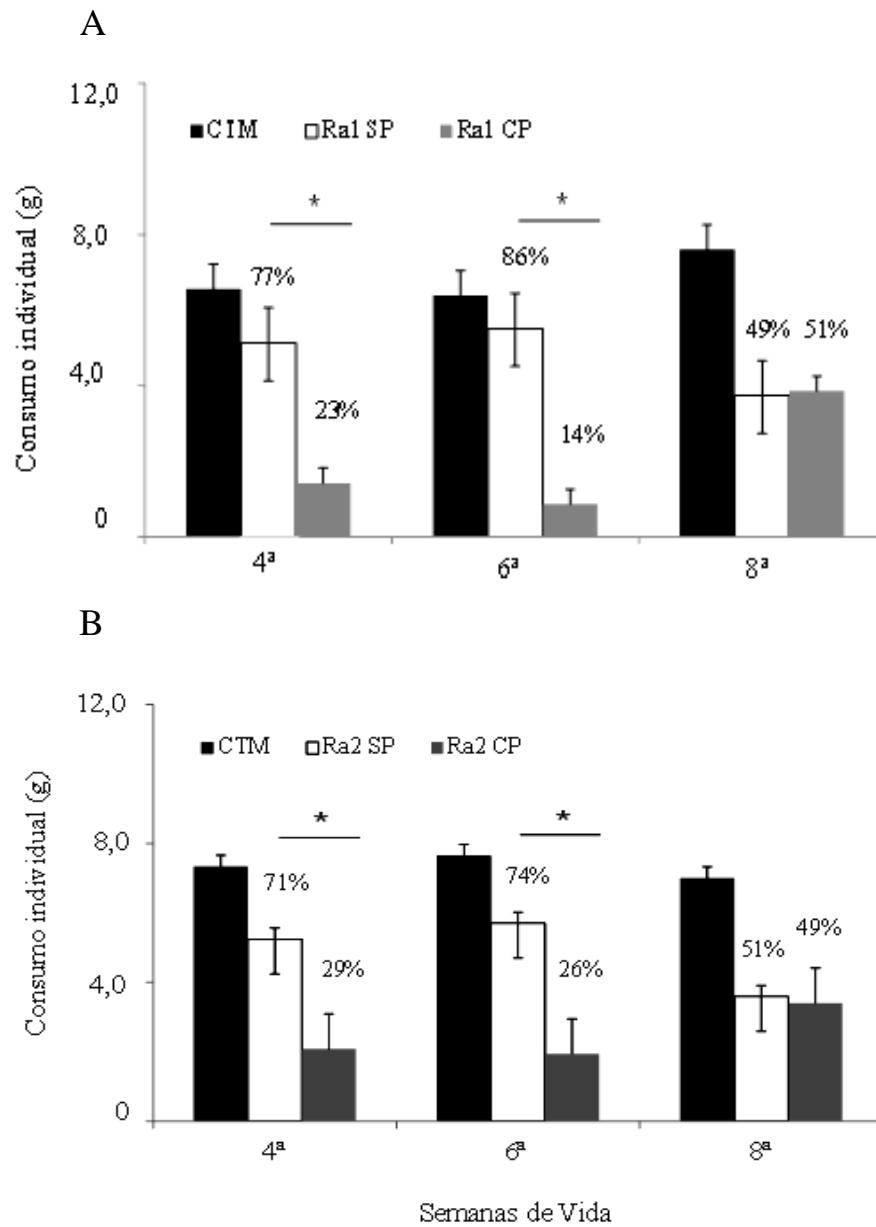 A
12,0
CIM Ra1 SP Ra1 CP
* *
8,0
77% 86%
49% 51%
4,0
23% 14%
0
Consumo individual (g)
4ª 6ª 8ª
B
12,0
CTM Ra2 SP Ra2 CP
* *
8,0
71% 74%
51% 49%
29% 26%
4,0
0
Consumo individual (g)
4ª 6ª 8ª
Semanas de Vida